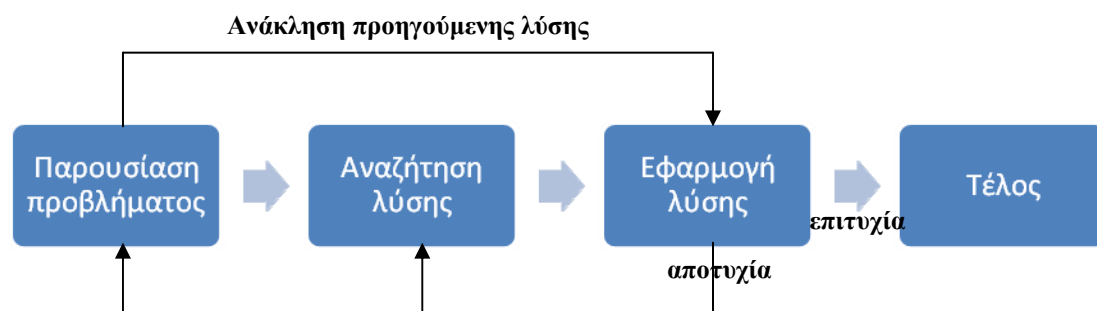 Ανάκληση προηγούμενης λύσης
Παρουσίαση
προβλήματος
Αναζήτηση
λύσης
Εφαρμογή
λύσης
Τέλος
επιτυχία
αποτυχία